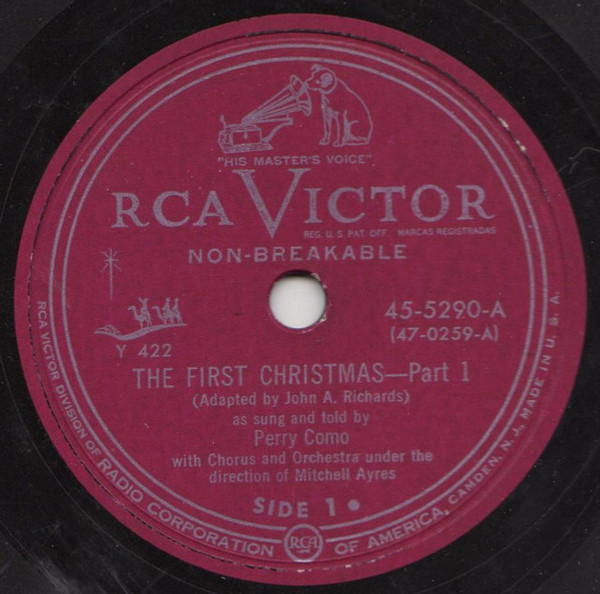 "HIS MASTER'S VOICE"
RCA VICTOR
REG. U.S. PAT. OFF. MARCAS REGISTRADAS
NON-BREAKABLE
45-5290-A
(47-0259-A)
Y 422
THE FIRST CHRISTMAS—Part 1
(Adapted by John A. Richards)
as sung and told by
Perry Como
with Chorus and Orchestra under the
direction of Mitchell Ayres
SIDE 1
RCA VICTOR DIVISION OF RADIO CORPORATION OF AMERICA, CAMDEN, N. J., MADE IN U. S. A.
RCA